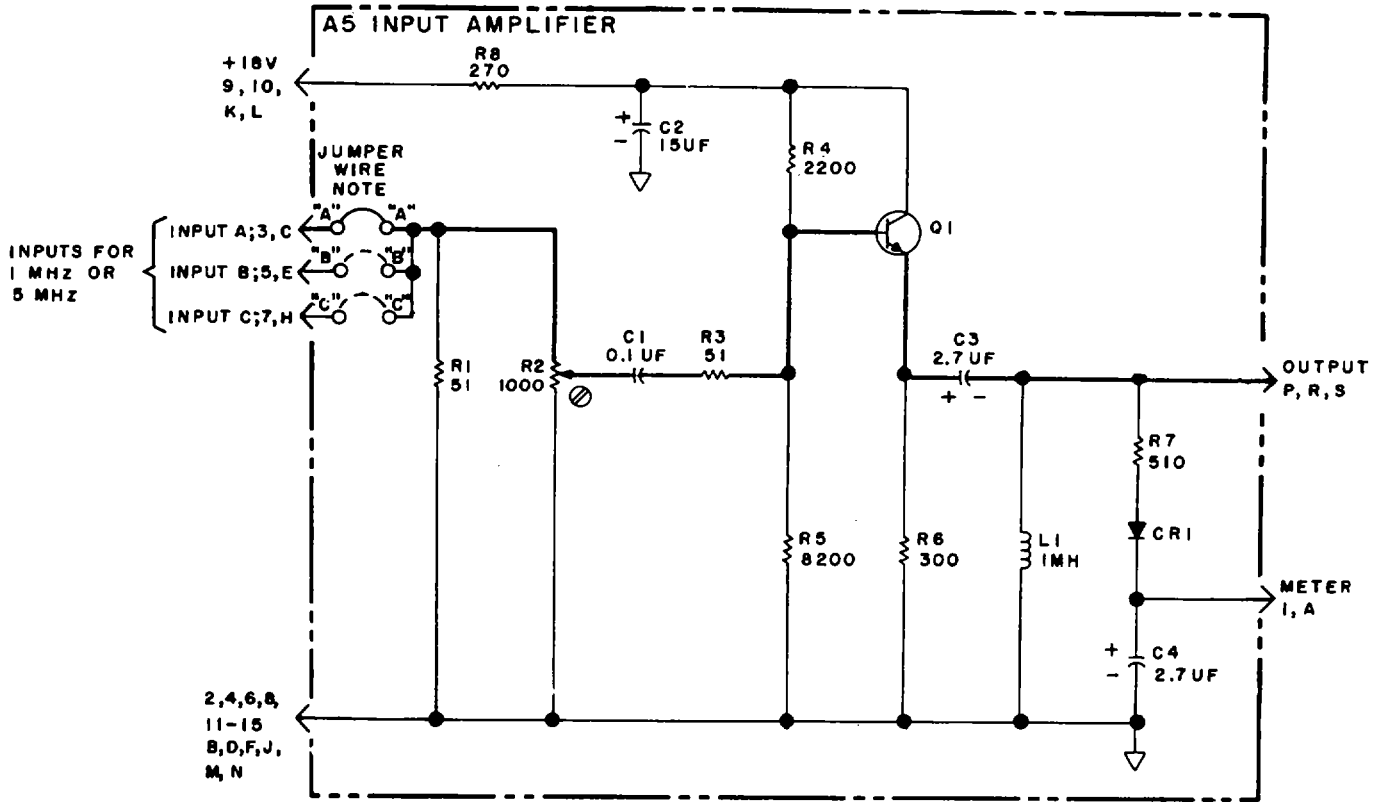 A5 INPUT AMPLIFIER
+18V
9, 10,
K, L
R8
270
C2
15UF
+
-
R4
2200
JUMPER
WIRE
NOTE
"A" "A"
"B" "B"
"C" "C"
INPUTS FOR
1 MHz OR
5 MHz
INPUT A;3, C
INPUT B;5, E
INPUT C;7, H
Q1
R1
51
R2
1000
C1
0.1 UF
R3
51
C3
2.7 UF
+ -
OUTPUT
P, R, S
R7
510
R5
8200
R6
300
L1
1MH
CR1
METER
1, A
+
-
C4
2.7 UF
2,4,6,8,
11-15
B,D,F,J,
M, N